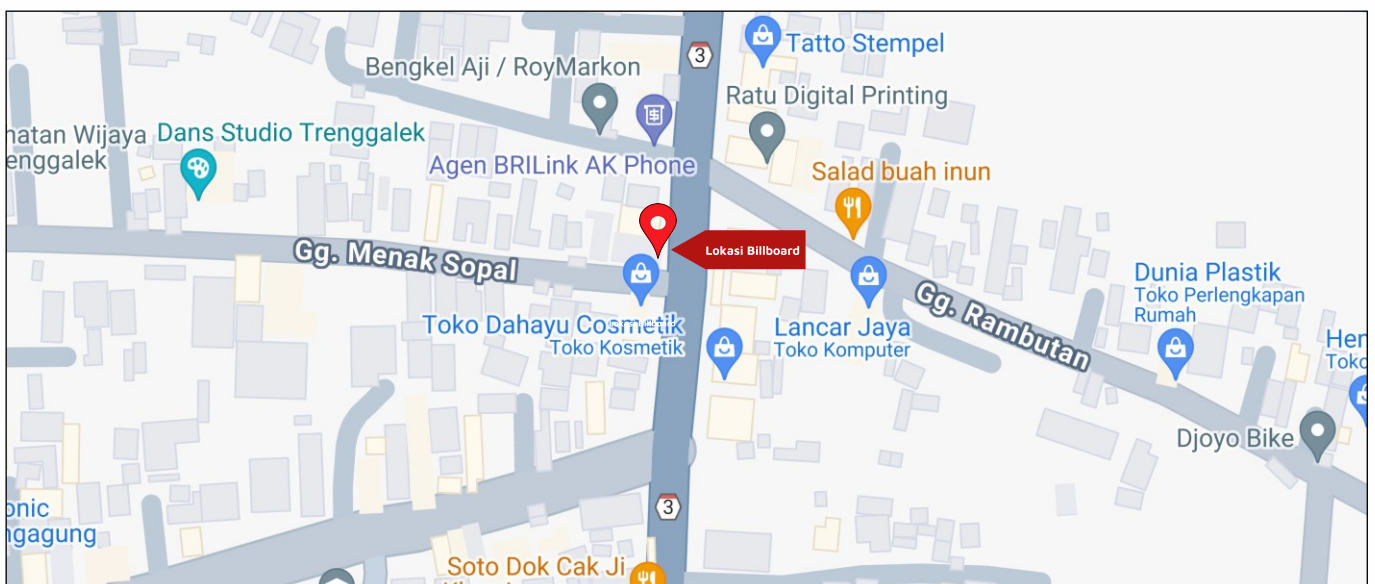 3
Tatto Stempel
Bengkel Aji / RoyMarkon
Ratu Digital Printing
natan Wijaya
enggalek
Dans Studio Trenggalek
Agen BRILink AK Phone
Salad buah inun
Lokasi Billboard
Gg. Menak Sopal
Dunia Plastik
Toko Perlengkapan
Rumah
Gg. Rambutan
Toko Dahayu Cosmetik
Toko Kosmetik
Lancar Jaya
Toko Komputer
Hen
Toko
Djoyo Bike
3
onic
ngagung
Soto Dok Cak Ji